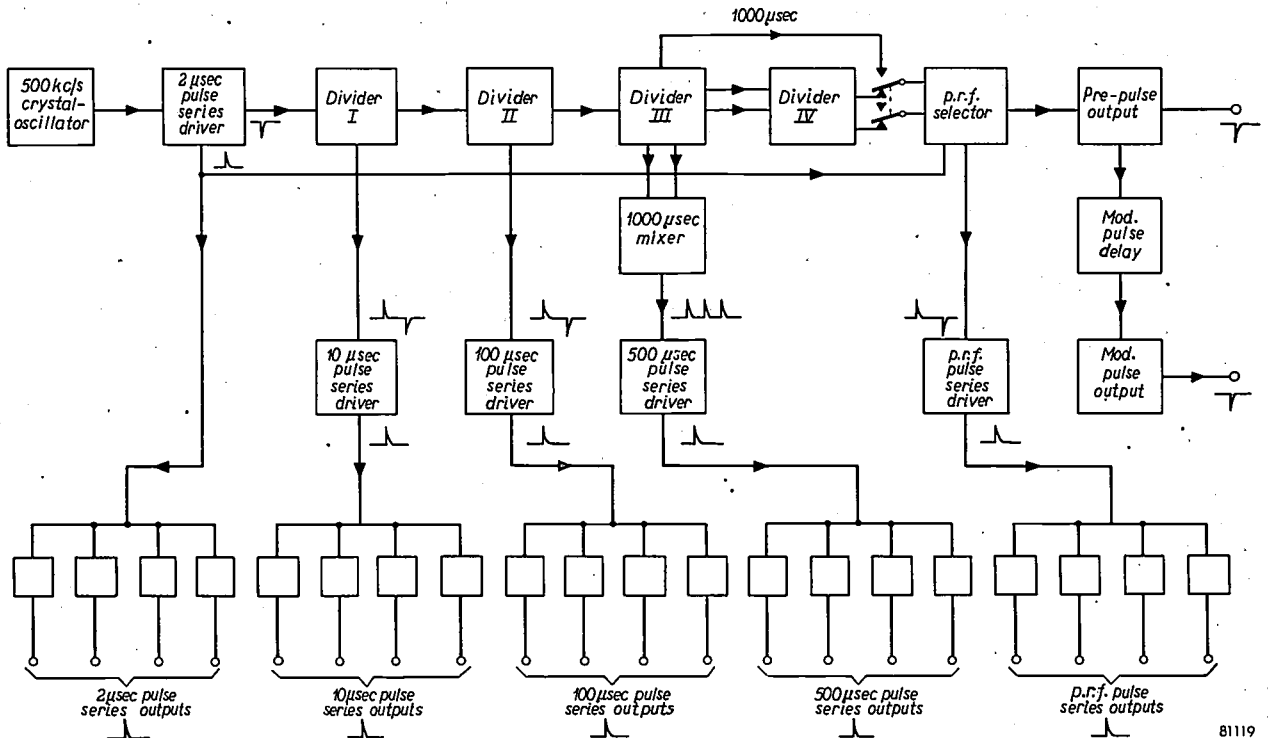 1000 μsec
500 kc/s
crystal-
oscillator
2 μsec
pulse
series
driver
Divider
I
Divider
II
Divider
III
Divider
IV
p.r.f.
selector
Pre-pulse
output
1000 μsec
mixer
Mod.
pulse
delay
10 μsec
pulse
series
driver
100 μsec
pulse
series
driver
500 μsec
pulse
series
driver
p.r.f.
pulse
series
driver
Mod.
pulse
output
2 μsec pulse
series outputs
10 μsec pulse
series outputs
100 μsec pulse
series outputs
500 μsec pulse
series outputs
p.r.f. pulse
series outputs
81119